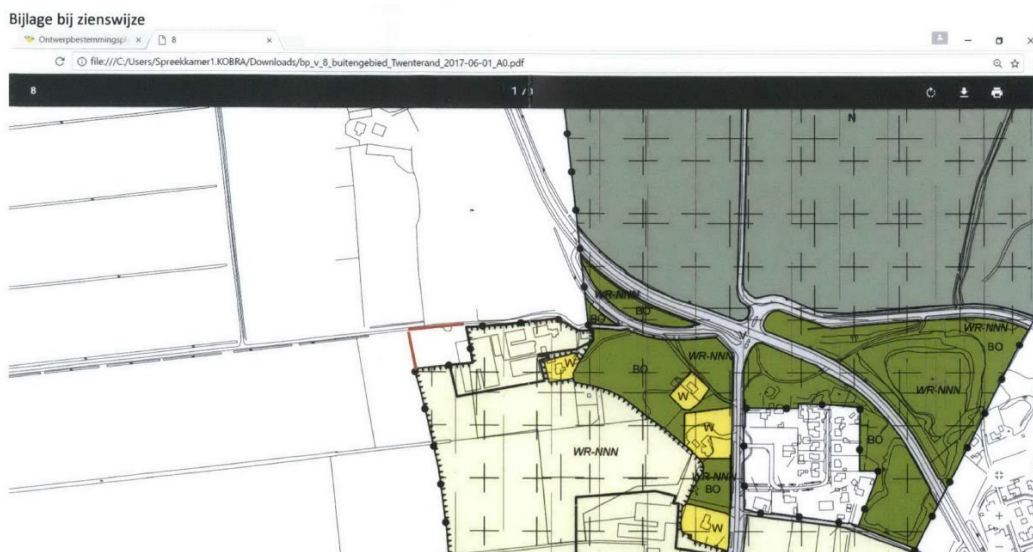 Bijlage bij zienswijze
Ontwerpbestemmingspl ×
8 ×
file:///C:/Users/Spreekkamer1.KOBRA/Downloads/bp_v_8_buitengebied_Twenterand_2017-06-01_A0.pdf
8
N
WR-NNN
BO
BO
WR-NNN
BO
V
WR-NNN
BO
W
W
WR-NNN
W
BO
WR-NNN
WR-NNN
BO
W